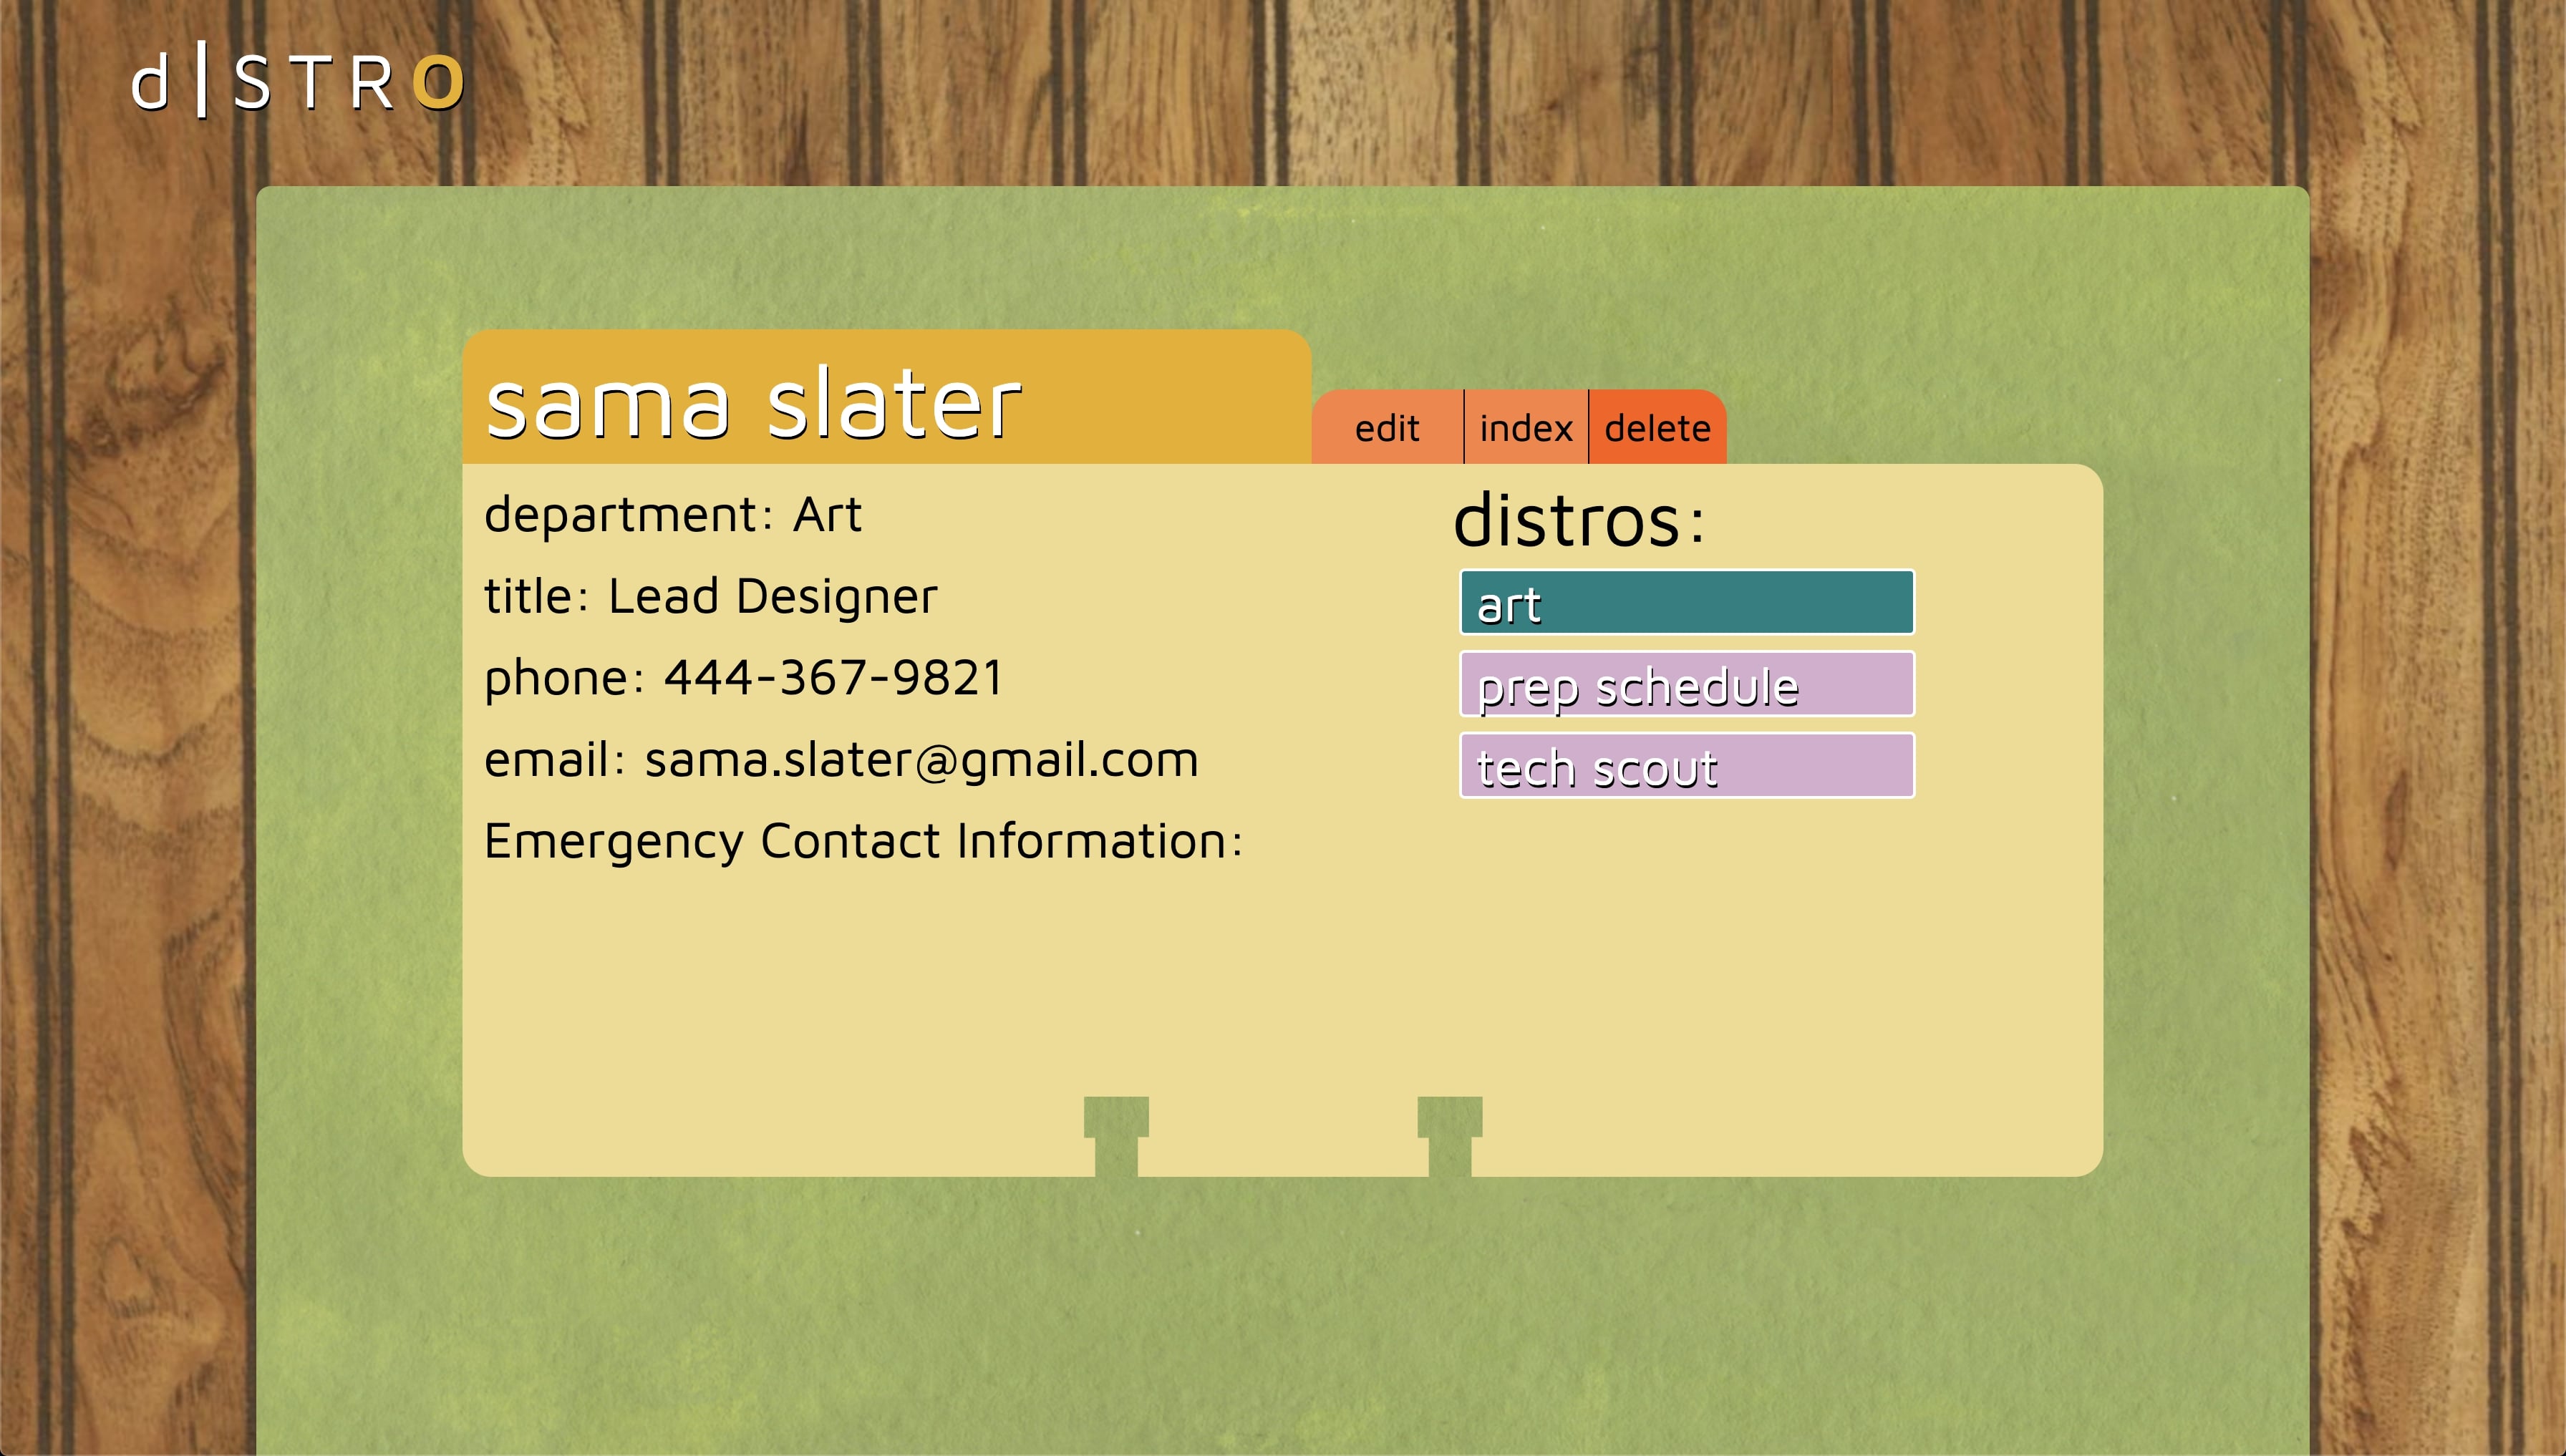 d|STRO
sama slater
edit index delete
department: Art
title: Lead Designer
phone: 444-367-9821
email: sama.slater@gmail.com
Emergency Contact Information:
distros:
art
prep schedule
tech scout